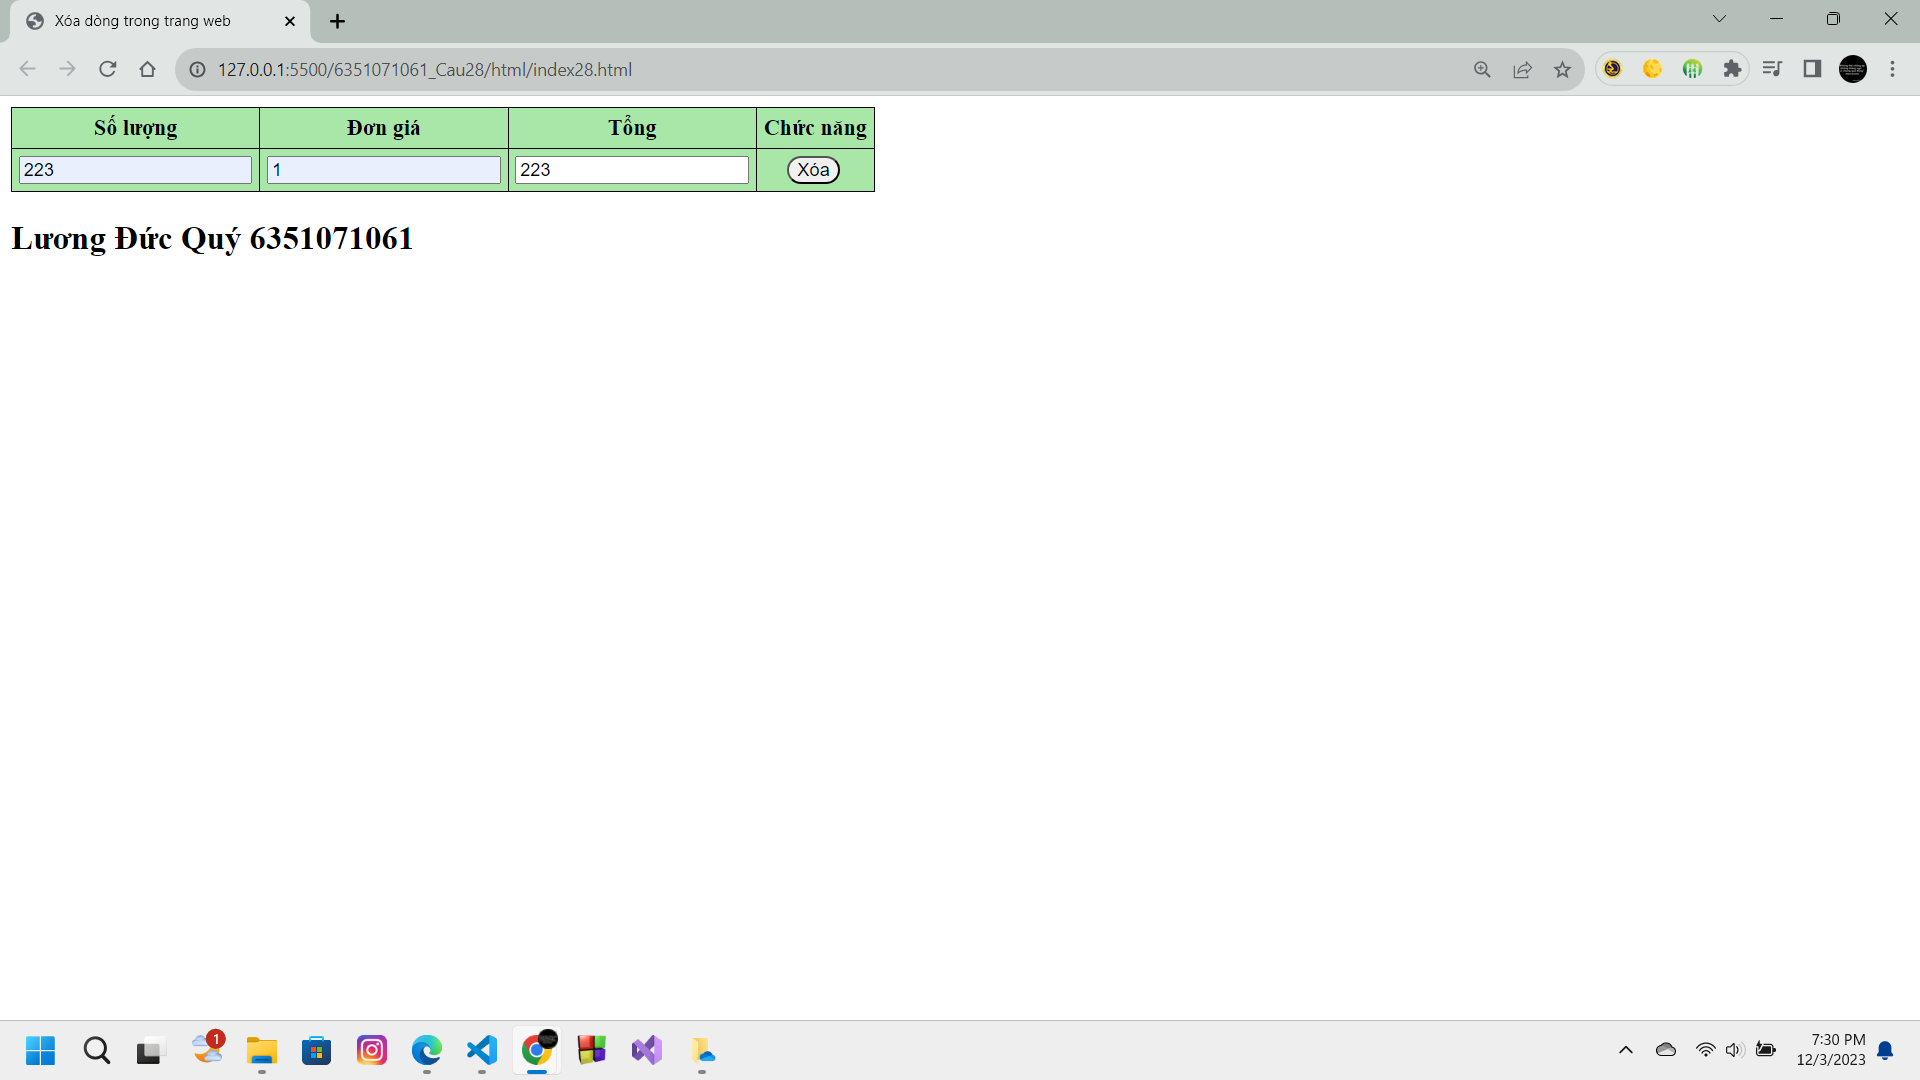 Xóa dòng trong trang web
127.0.0.1:5500/6351071061_Cau28/html/index28.html
Số lượng Đơn giá Tổng Chức năng
223 1 223 Xóa
Lương Đức Quý 6351071061
1
7:30 PM
12/3/2023